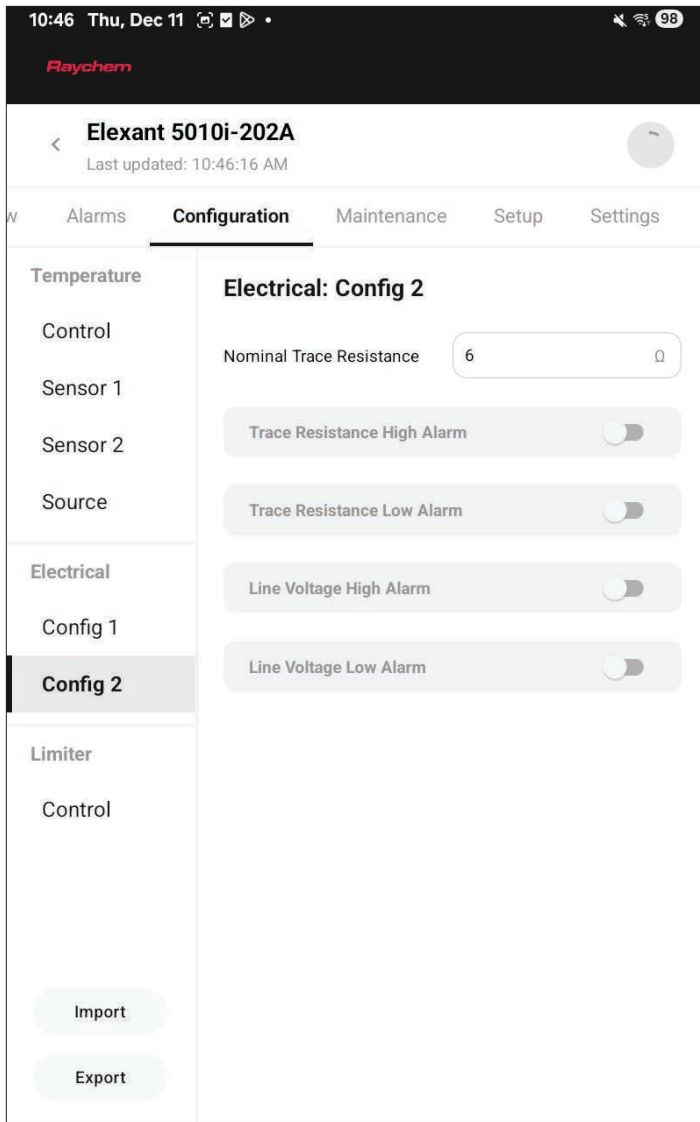 10:46 Thu, Dec 11
98
Raychem
Elexant 5010i-202A
Last updated: 10:46:16 AM
w Alarms Configuration Maintenance Setup Settings
Temperature
Control
Sensor 1
Sensor 2
Source
Electrical
Config 1
Config 2
Limiter
Control
Import
Export
Electrical: Config 2
Nominal Trace Resistance 6 Ω
Trace Resistance High Alarm
Trace Resistance Low Alarm
Line Voltage High Alarm
Line Voltage Low Alarm